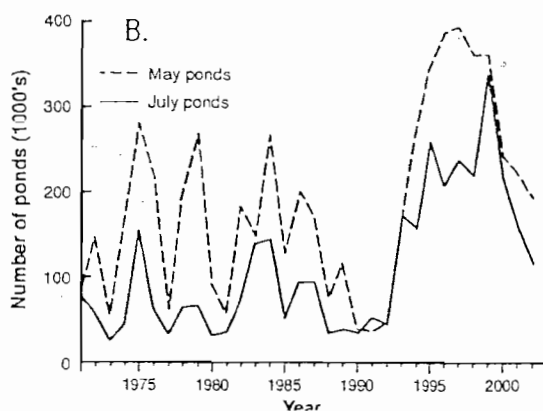 B.
May ponds
July ponds
Number of ponds (1000's)
400
300
200
100
0
1975 1980 1985 1990 1995 2000
Year